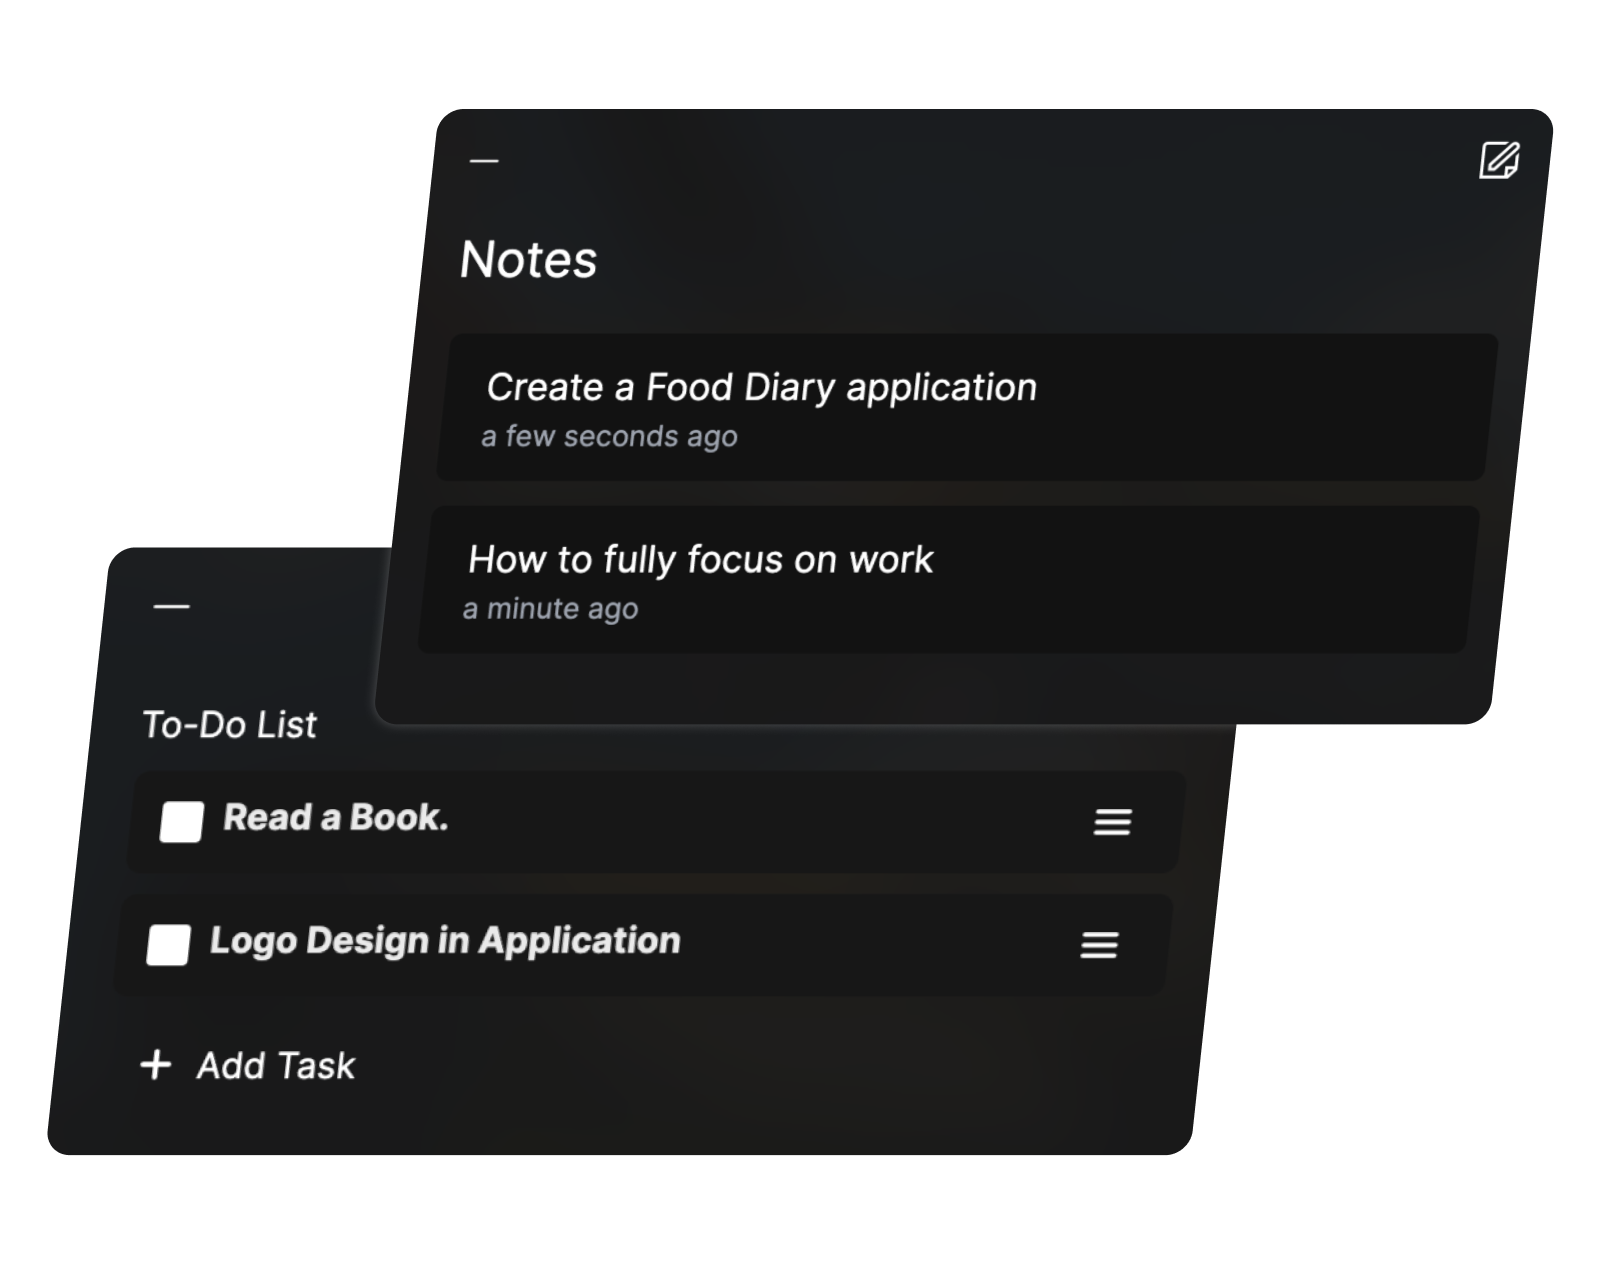 Notes
Create a Food Diary application
a few seconds ago
How to fully focus on work
a minute ago
To-Do List
Read a Book.
Logo Design in Application
+ Add Task